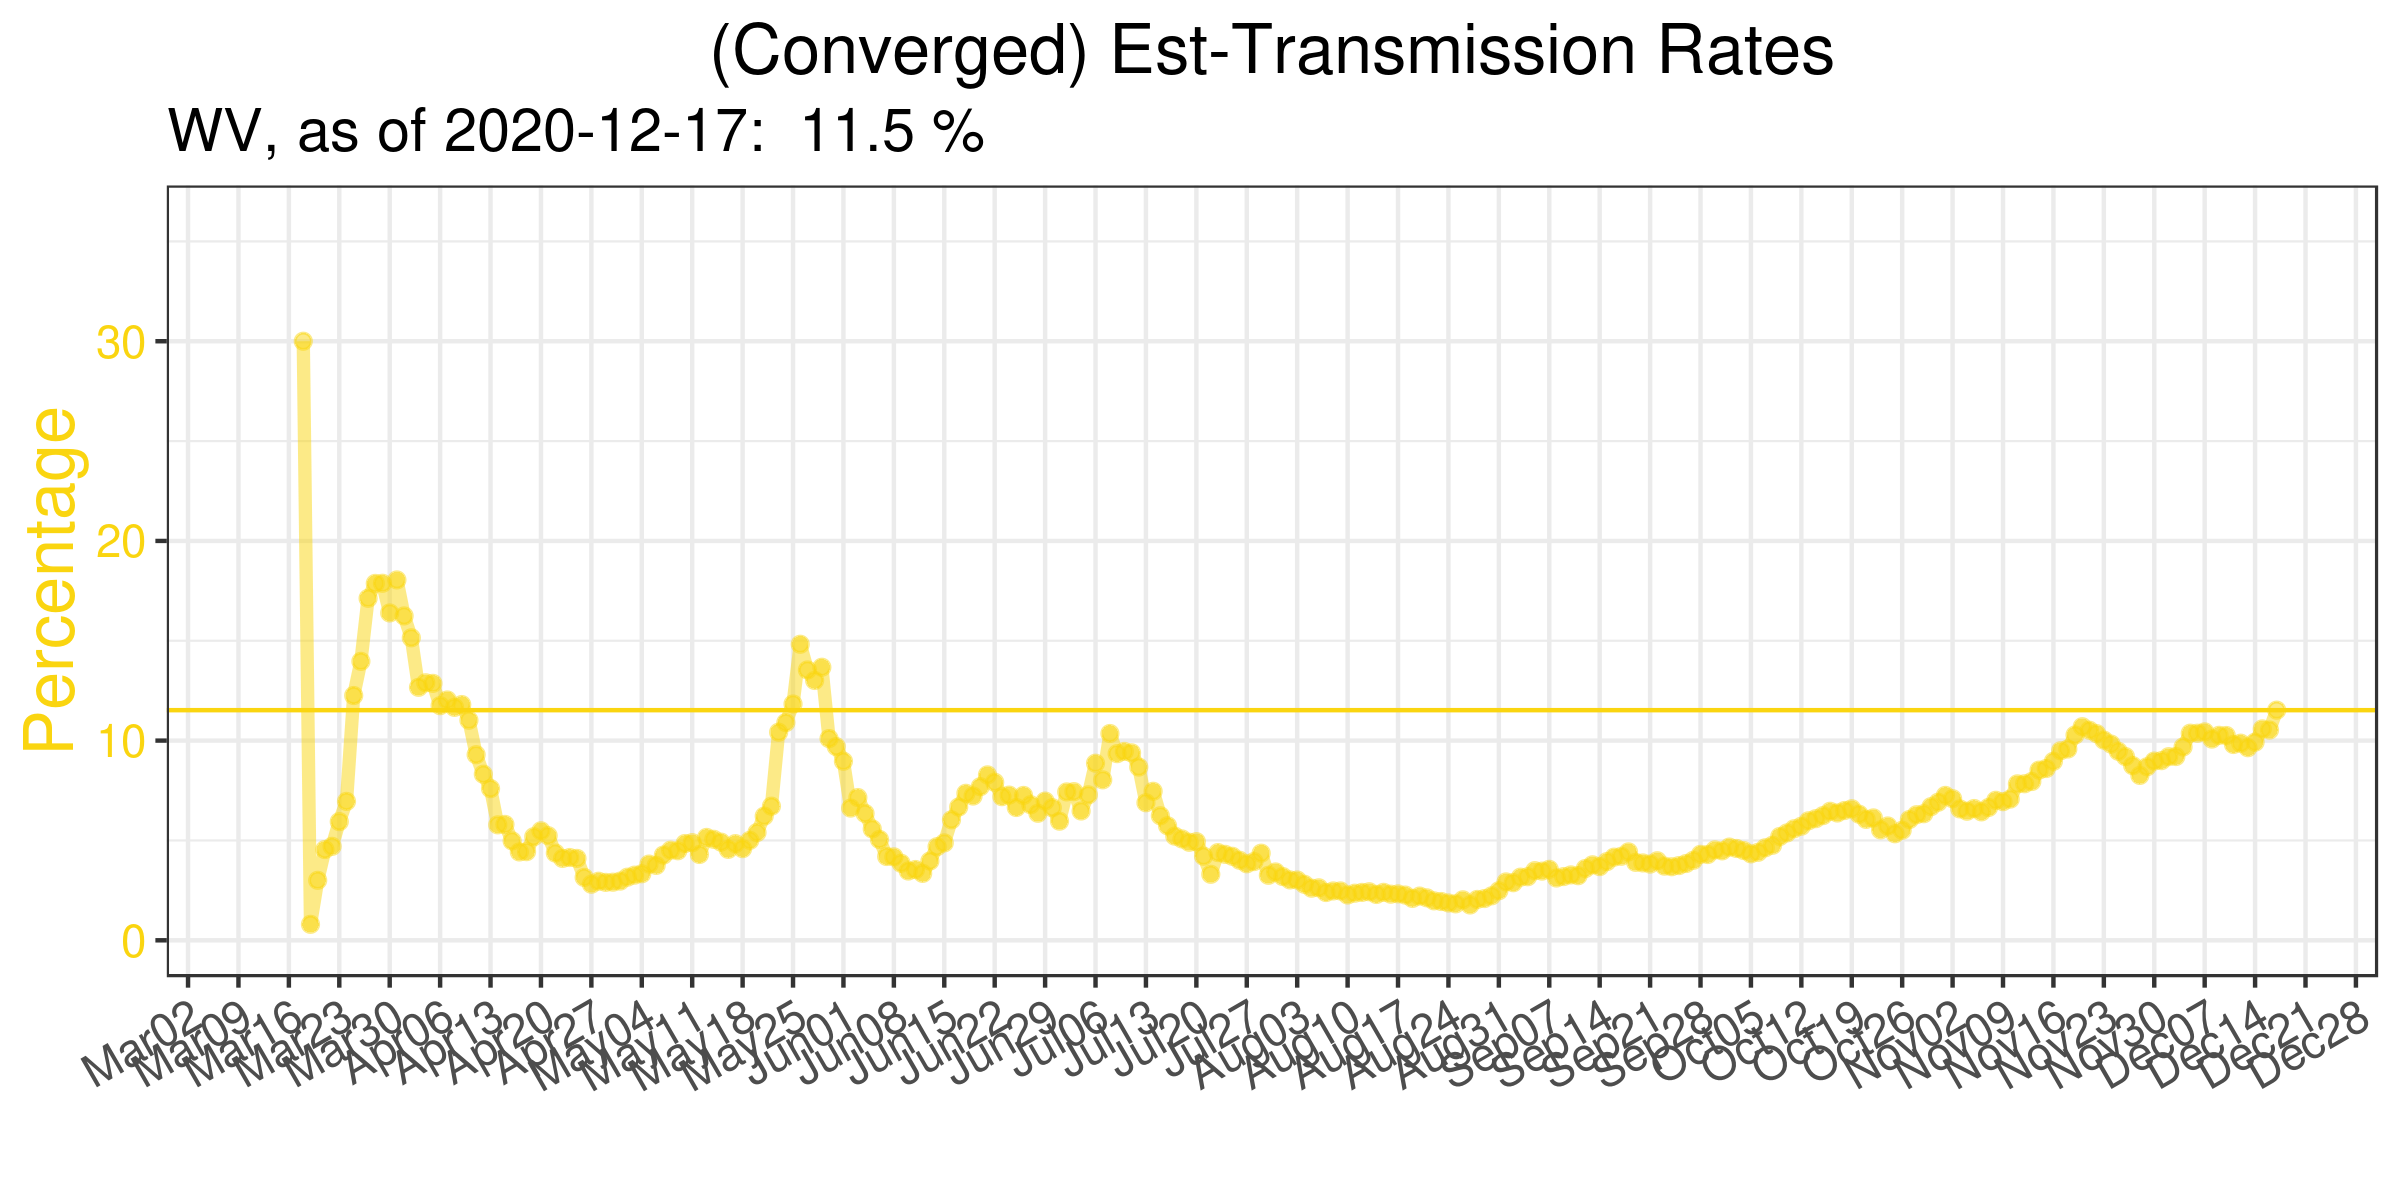 (Converged) Est-Transmission Rates
WV, as of 2020-12-17:  11.5 %
Percentage
30
20
10
0
Mar02
Mar09
Mar16
Mar23
Mar30
Apr06
Apr13
Apr20
Apr27
May04
May11
May18
May25
Jun01
Jun08
Jun15
Jun22
Jun29
Jul06
Jul13
Jul20
Jul27
Aug03
Aug10
Aug17
Aug24
Aug31
Sep07
Sep14
Sep21
Sep28
Oct05
Oct12
Oct19
Oct26
Nov02
Nov09
Nov16
Nov23
Nov30
Dec07
Dec14
Dec21
Dec28